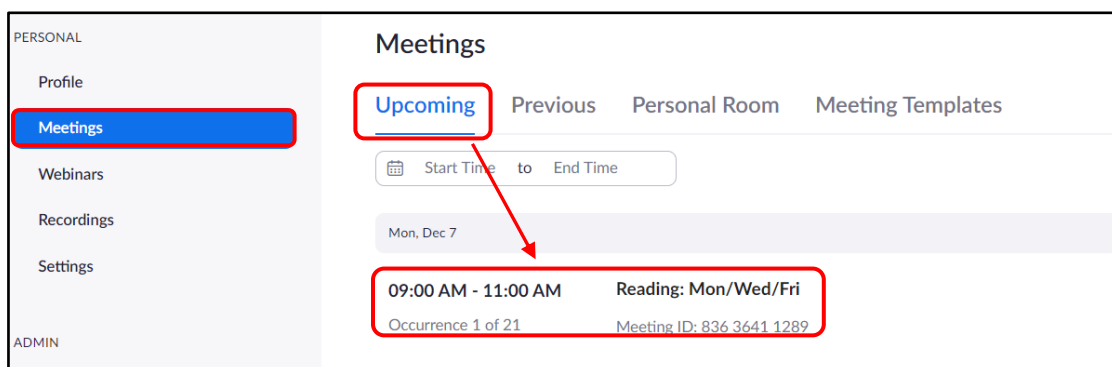 PERSONAL
Profile
Meetings
Webinars
Recordings
Settings
ADMIN
Meetings
Upcoming Previous Personal Room Meeting Templates
Start Time to End Time
Mon, Dec 7
09:00 AM - 11:00 AM Reading: Mon/Wed/Fri
Occurrence 1 of 21 Meeting ID: 836 3641 1289